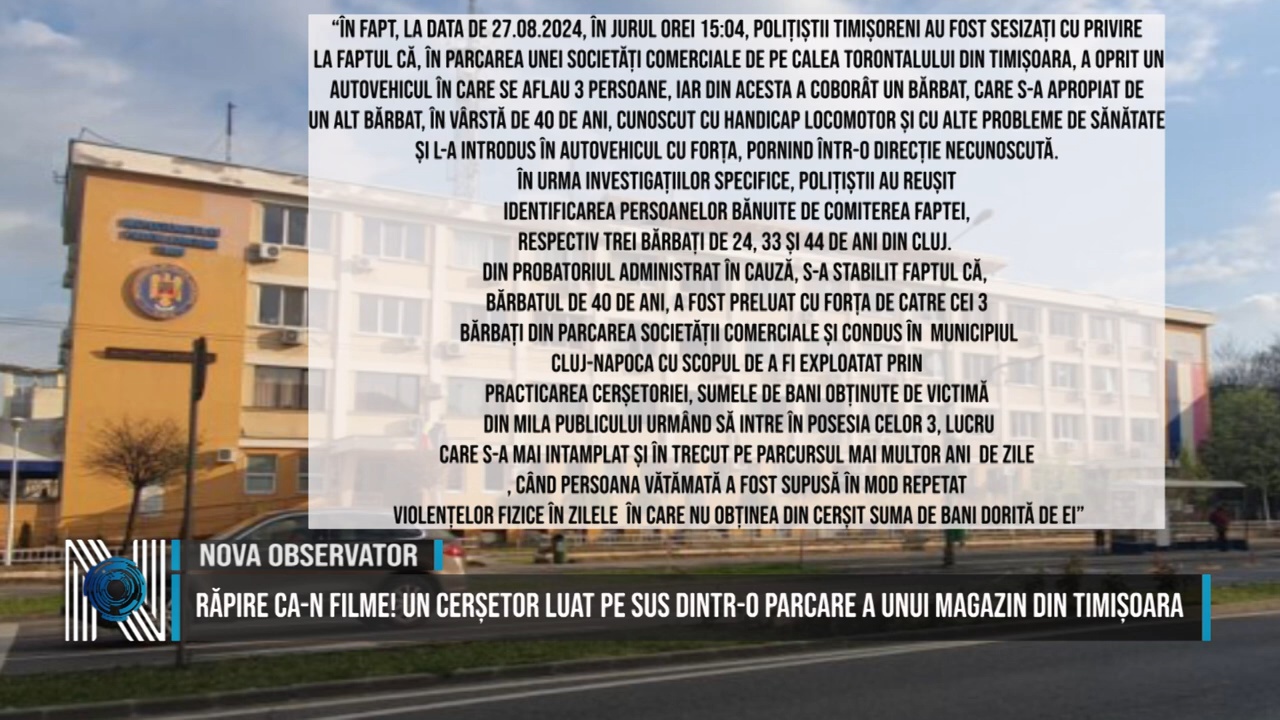 “ÎN FAPT, LA DATA DE 27.08.2024, ÎN JURUL OREI 15:04, POLIȚIȘTII TIMIȘORENI AU FOST SESIZAȚI CU PRIVIRE
LA FAPTUL CĂ, ÎN PARCAREA UNEI SOCIETĂȚI COMERCIALE DE PE CALEA TORONTALULUI DIN TIMIȘOARA, A OPRIT UN
AUTOVEHICUL ÎN CARE SE AFLAU 3 PERSOANE, IAR DIN ACESTA A COBORÂT UN BĂRBAT, CARE S-A APROPIAT DE
UN ALT BĂRBAT, ÎN VÂRSTĂ DE 40 DE ANI, CUNOSCUT CU HANDICAP LOCOMOTOR ȘI CU ALTE PROBLEME DE SĂNĂTATE
ȘI L-A INTRODUS ÎN AUTOVEHICUL CU FORȚA, PORNIND ÎNTR-O DIRECȚIE NECUNOSCUTĂ.
ÎN URMA INVESTIGAȚIILOR SPECIFICE, POLIȚIȘTII AU REUȘIT
IDENTIFICAREA PERSOANELOR BĂNUITE DE COMITEREA FAPTEI,
RESPECTIV TREI BĂRBAȚI DE 24, 33 ȘI 44 DE ANI DIN CLUJ.
DIN PROBATORIUL ADMINISTRAT ÎN CAUZĂ, S-A STABILIT FAPTUL CĂ,
BĂRBATUL DE 40 DE ANI, A FOST PRELUAT CU FORȚA DE CATRE CEI 3
BĂRBAȚI DIN PARCAREA SOCIETĂȚII COMERCIALE ȘI CONDUS ÎN MUNICIPIUL
CLUJ-NAPOCA CU SCOPUL DE A FI EXPLOATAT PRIN
PRACTICAREA CERȘETORIEI, SUMELE DE BANI OBȚINUTE DE VICTIMĂ
DIN MILA PUBLICULUI URMÂND SĂ INTRE ÎN POSESIA CELOR 3, LUCRU
CARE S-A MAI INTAMPLAT ȘI ÎN TRECUT PE PARCURSUL MAI MULTOR ANI DE ZILE
, CÂND PERSOANA VĂTĂMATĂ A FOST SUPUSĂ ÎN MOD REPETAT
VIOLENȚELOR FIZICE ÎN ZILELE ÎN CARE NU OBȚINEA DIN CERȘIT SUMA DE BANI DORITĂ DE EI”
NOVA OBSERVATOR
RĂPIRE CA-N FILME! UN CERȘETOR LUAT PE SUS DINTR-O PARCARE A UNUI MAGAZIN DIN TIMIȘOARA